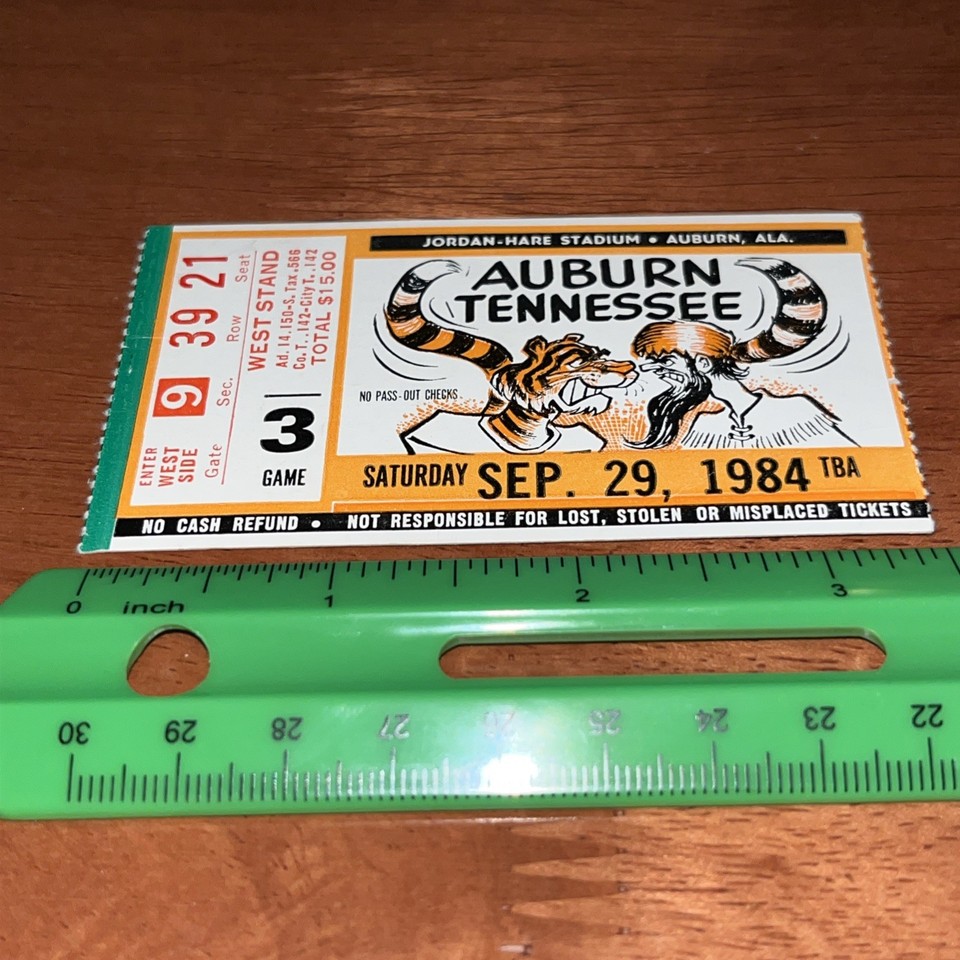 JORDAN-HARE STADIUM • AUBURN, ALA.
AUBURN
TENNESSEE
NO PASS-OUT CHECKS
SATURDAY SEP. 29, 1984 TBA
NO CASH REFUND • NOT RESPONSIBLE FOR LOST, STOLEN OR MISPLACED TICKETS
ENTER
WEST
SIDE
9 39 21
Gate Sec. Row Seat
WEST STAND
Ad. 14.150-S. Tax .566
Co. T. .142-City T. .142
TOTAL $15.00
3
GAME
0 inch 1 2 3
30 29 28 27 26 25 24 23 22